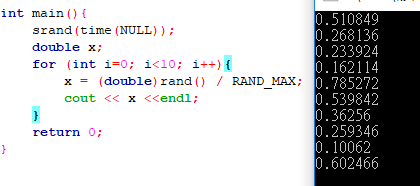 int main(){
srand(time(NULL));
double x;
for (int i=0; i<10; i++){
x = (double)rand() / RAND_MAX;
cout << x <<endl;
}
return 0;
}
0.510849
0.268136
0.233924
0.162114
0.785272
0.539842
0.36256
0.259346
0.10062
0.602466